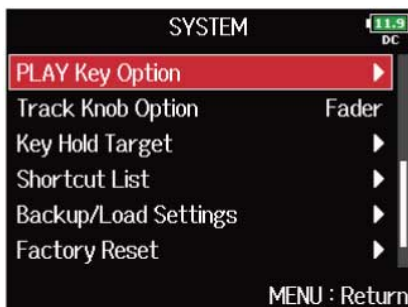 SYSTEM
11.9
DC
PLAY Key Option
Track Knob Option Fader
Key Hold Target
Shortcut List
Backup/Load Settings
Factory Reset
MENU : Return